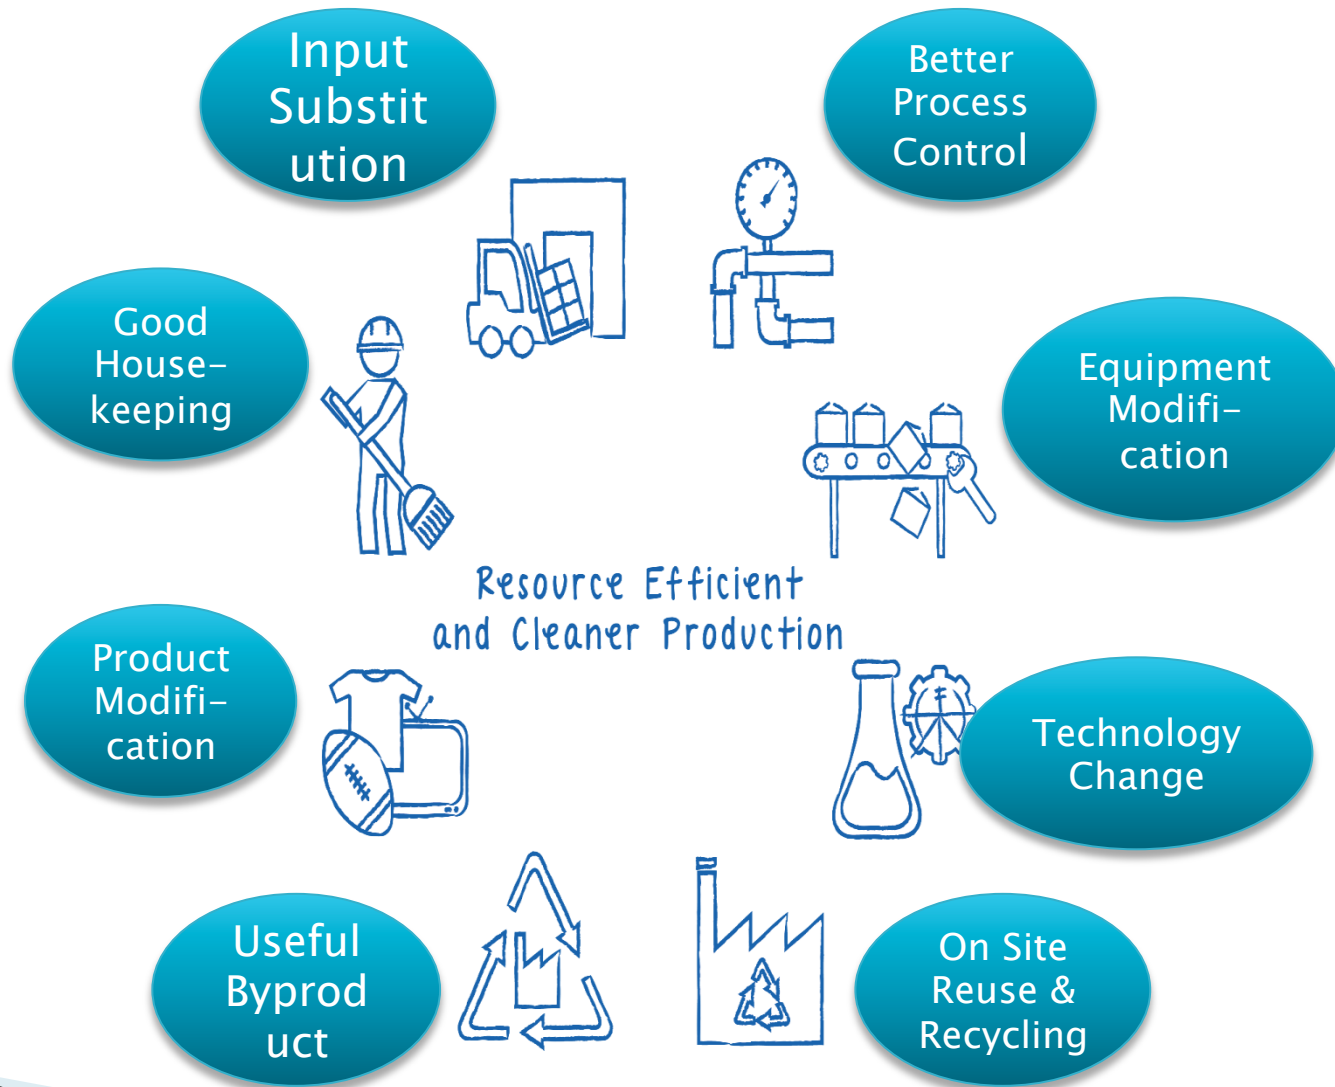 Input
Substit
ution
Better
Process
Control
Good
House-
keeping
Equipment
Modifi-
cation
Resource Efficient
and Cleaner Production
Product
Modifi-
cation
Technology
Change
Useful
Byprod
uct
On Site
Reuse &
Recycling